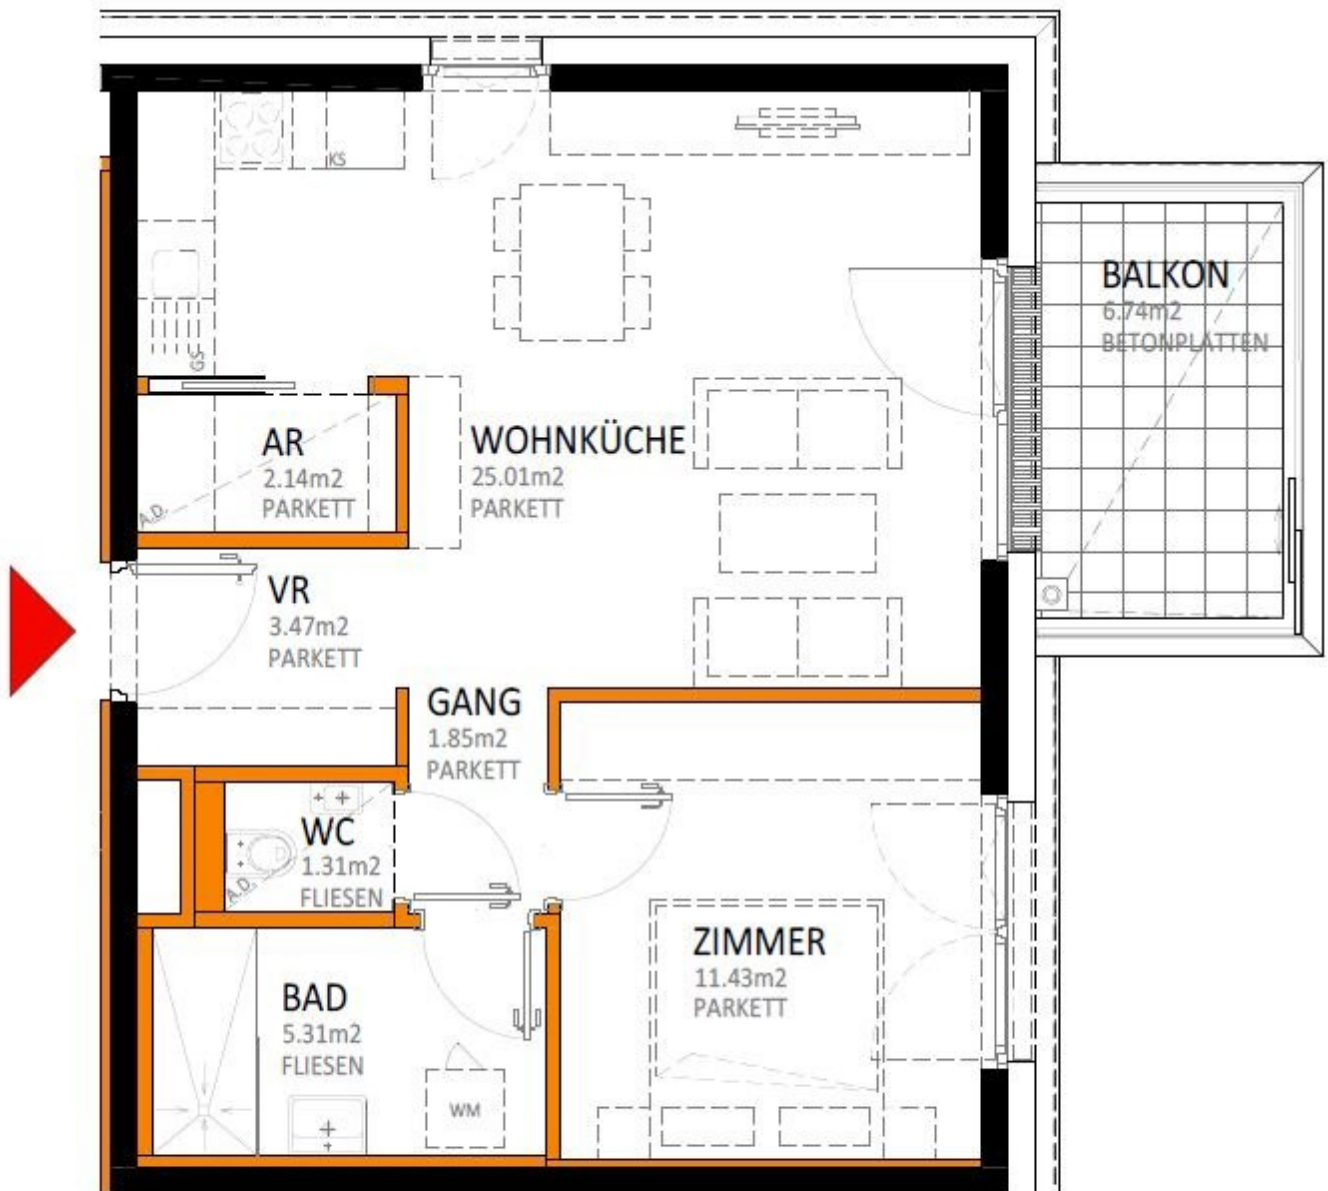 KS
BALKON
6.74m2
BETONPLATTEN
GS
AR
2.14m2
PARKETT
A.D.
WOHNKÜCHE
25.01m2
PARKETT
VR
3.47m2
PARKETT
GANG
1.85m2
PARKETT
WC
1.31m2
FLIESEN
A.D.
ZIMMER
11.43m2
PARKETT
BAD
5.31m2
FLIESEN
WM